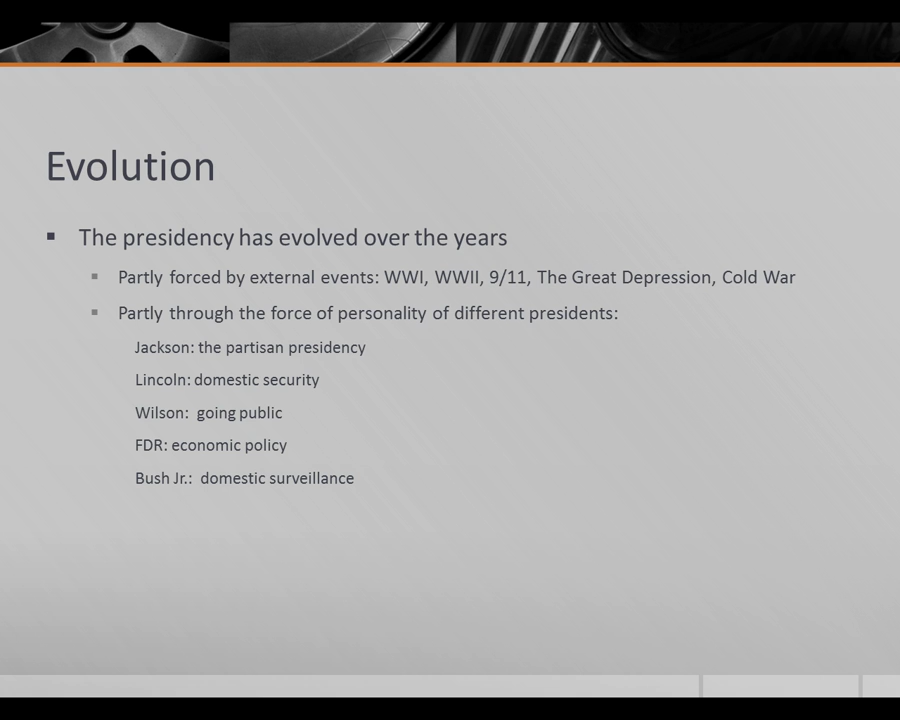 Evolution
The presidency has evolved over the years
Partly forced by external events: WWI, WWII, 9/11, The Great Depression, Cold War
Partly through the force of personality of different presidents:
Jackson: the partisan presidency
Lincoln: domestic security
Wilson: going public
FDR: economic policy
Bush Jr.: domestic surveillance